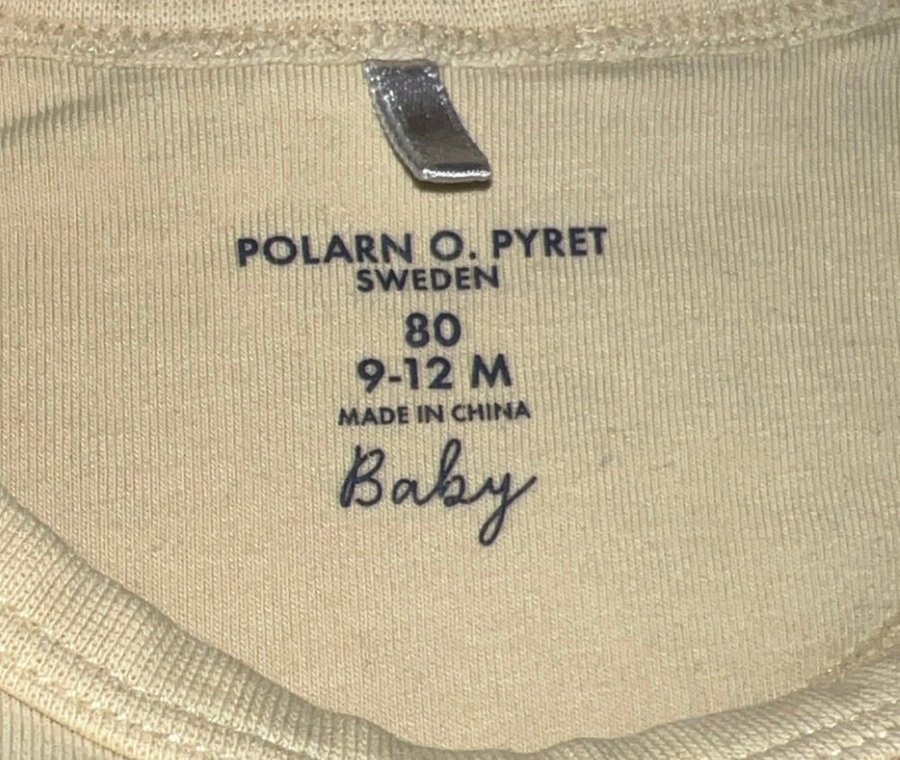 POLARN O. PYRET
SWEDEN
80
9-12 M
MADE IN CHINA
Baby